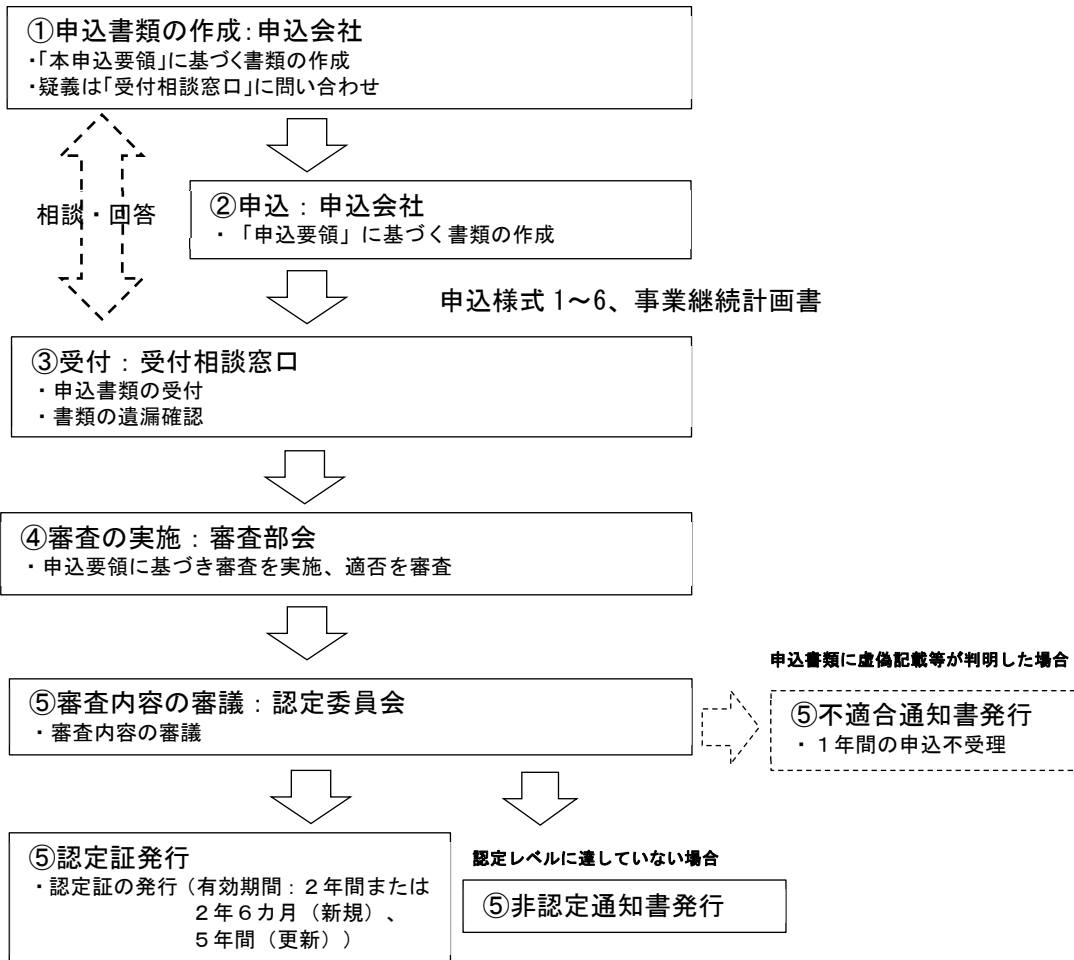 ①申込書類の作成：申込会社
・「本申込要領」に基づく書類の作成
・疑義は「受付相談窓口」に問い合わせ
相談・回答
②申込：申込会社
・「申込要領」に基づく書類の作成
申込様式 1～6、事業継続計画書
③受付：受付相談窓口
・申込書類の受付
・書類の遺漏確認
④審査の実施：審査部会
・申込要領に基づき審査を実施、適否を審査
⑤審査内容の審議：認定委員会
・審査内容の審議
申込書類に虚偽記載等が判明した場合
⑤不適合通知書発行
・１年間の申込不受理
⑤認定証発行
・認定証の発行（有効期間：２年間または
２年６カ月（新規）、
５年間（更新））
認定レベルに達していない場合
⑤非認定通知書発行